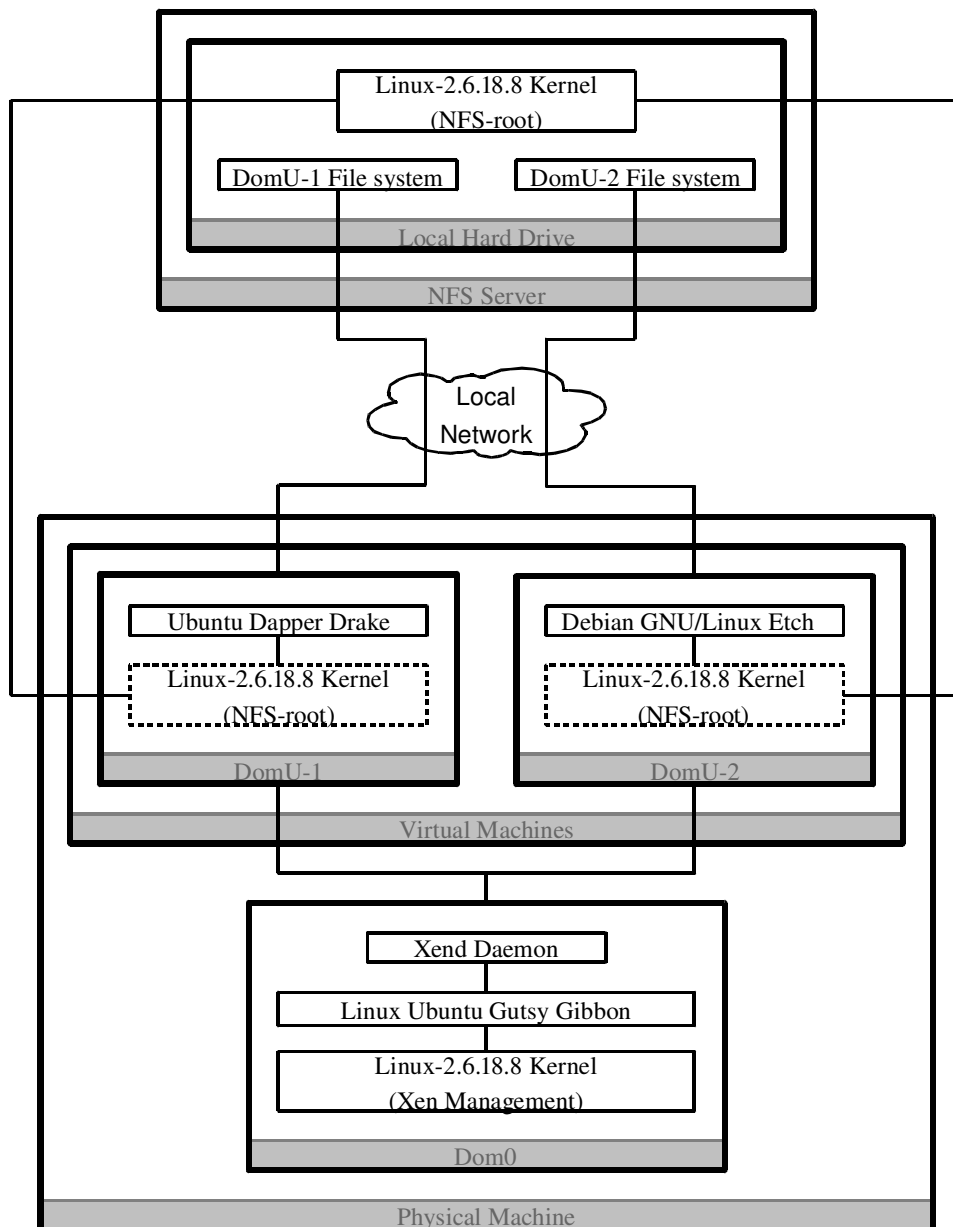 Linux-2.6.18.8 Kernel
(NFS-root)
DomU-1 File system
DomU-2 File system
Local Hard Drive
NFS Server
Local
Network
Ubuntu Dapper Drake
Debian GNU/Linux Etch
Linux-2.6.18.8 Kernel
(NFS-root)
Linux-2.6.18.8 Kernel
(NFS-root)
DomU-1
DomU-2
Virtual Machines
Xend Daemon
Linux Ubuntu Gutsy Gibbon
Linux-2.6.18.8 Kernel
(Xen Management)
Dom0
Physical Machine